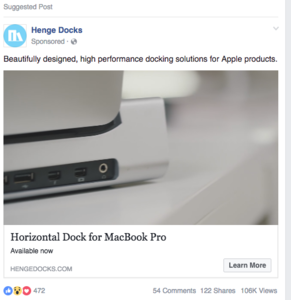 Suggested Post
Henge Docks
Sponsored ·
Beautifully designed, high performance docking solutions for Apple products.
Horizontal Dock for MacBook Pro
Available now
HENGEDOCKS.COM
Learn More
472
54 Comments 122 Shares 106K Views